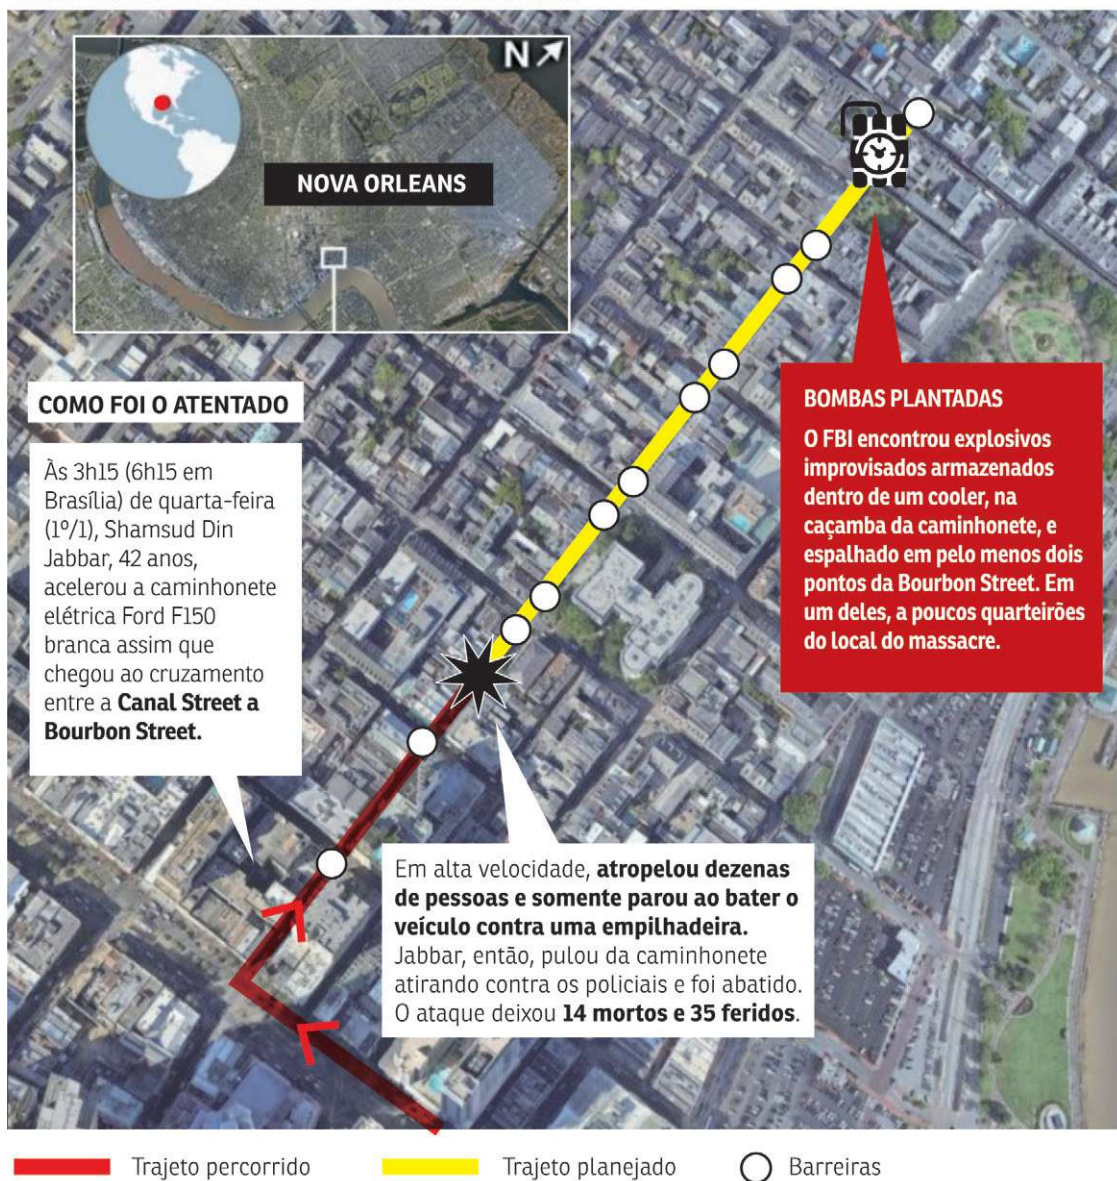 N
NOVA ORLEANS
COMO FOI O ATENTADO
Às 3h15 (6h15 em
Brasília) de quarta-feira
(1º/1), Shamsud Din
Jabbar, 42 anos,
acelerou a caminhonete
elétrica Ford F150
branca assim que
chegou ao cruzamento
entre a Canal Street a
Bourbon Street.
BOMBAS PLANTADAS
O FBI encontrou explosivos
improvisados armazenados
dentro de um cooler, na
caçamba da caminhonete, e
espalhado em pelo menos dois
pontos da Bourbon Street. Em
um deles, a poucos quarteirões
do local do massacre.
Em alta velocidade, atropelou dezenas
de pessoas e somente parou ao bater o
veículo contra uma empilhadeira.
Jabbar, então, pulou da caminhonete
atirando contra os policiais e foi abatido.
O ataque deixou 14 mortos e 35 feridos.
Trajeto percorrido
Trajeto planejado
Barreiras